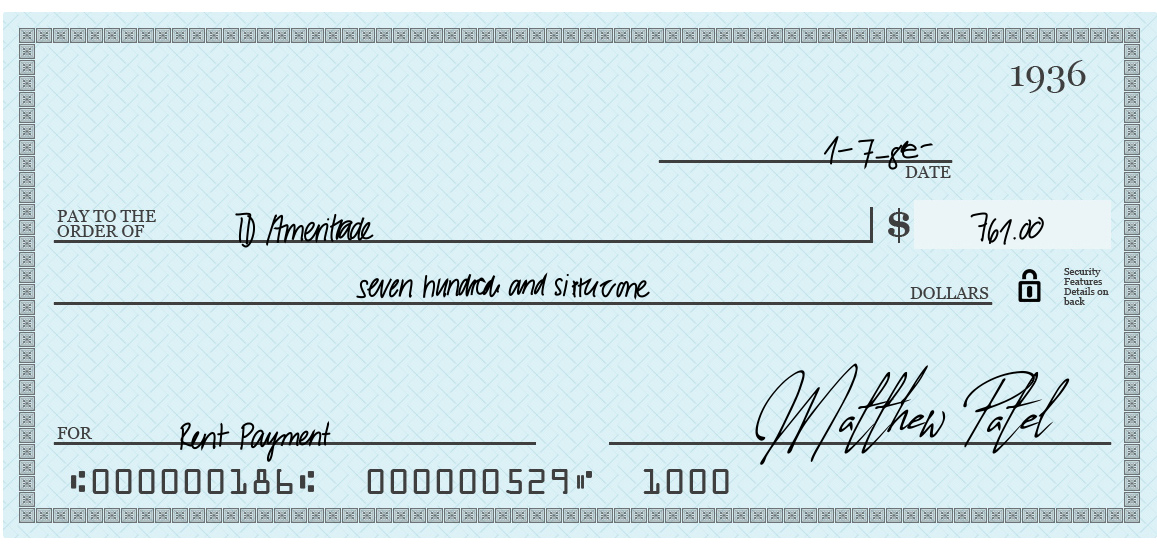 1936
1-7-
DATE
PAY TO THE
ORDER OF TD Ameritrade $ 761.00
seven hundred and sixty-one DOLLARS
Security
Features
Details on
back
FOR Rent Payment Matthew Patel
⑆000000186⑆ 000000529⑈ 1000